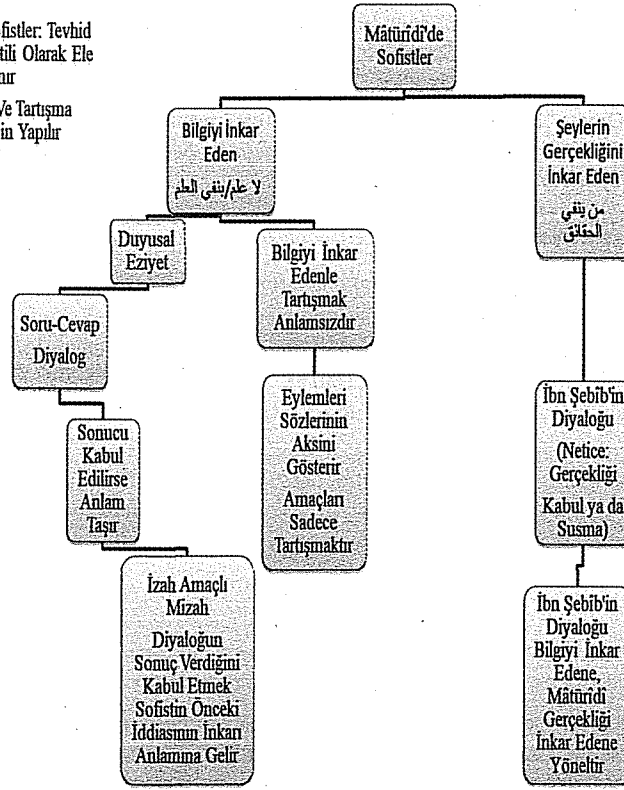 fistler: Tevhid
tili Olarak Ele
nır
Ve Tartışma
in Yapılır
Mâtürîdî'de
Sofistler
Bilgiyi İnkar
Eden
لا علم/ينفي العلم
Şeylerin
Gerçekliğini
İnkar Eden
من ينفي
الحقائق
Duyusal
Eziyet
Bilgiyi İnkar
Edenle
Tartışmak
Anlamsızdır
Soru-Cevap
Diyalog
Sonucu
Kabul
Edilirse
Anlam
Taşır
Eylemleri
Sözlerinin
Aksini
Gösterir
Amaçları
Sadece
Tartışmaktır
İbn Şebîb'in
Diyaloğu
(Netice:
Gerçekliği
Kabul ya da
Susma)
İzah Amaçlı
Mizah
Diyaloğun
Sonuç Verdiğini
Kabul Etmek
Sofistin Önceki
İddiasının İnkarı
Anlamına Gelir
İbn Şebîb'in
Diyaloğu
Bilgiyi İnkar
Edene,
Mâtürîdî
Gerçekliği
İnkar Edene
Yöneltir